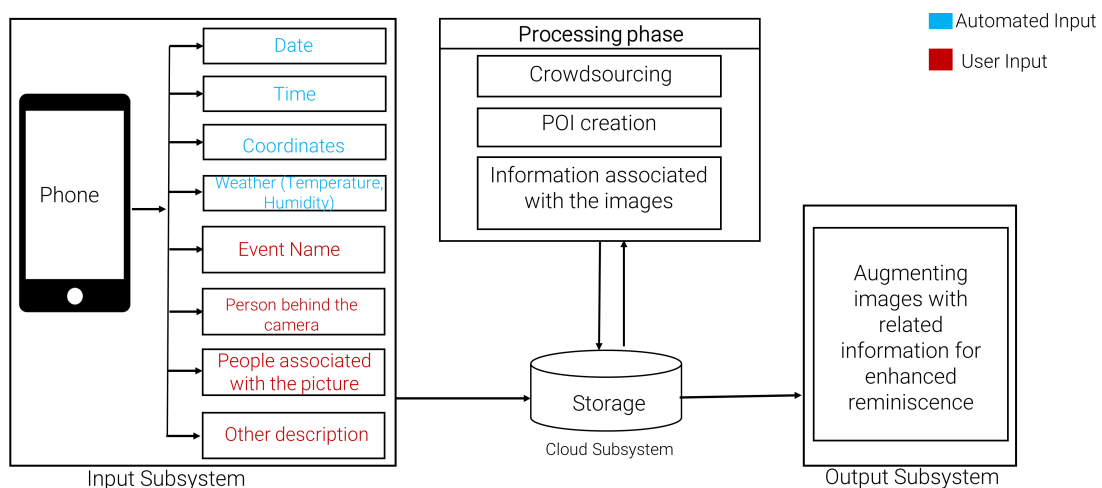 Automated Input
User Input
Phone
Date
Time
Coordinates
Weather (Temperature,
Humidity)
Event Name
Person behind the
camera
People associated
with the picture
Other description
Input Subsystem
Processing phase
Crowdsourcing
POI creation
Information associated
with the images
Storage
Cloud Subsystem
Augmenting
images with
related
information for
enhanced
reminiscence
Output Subsystem